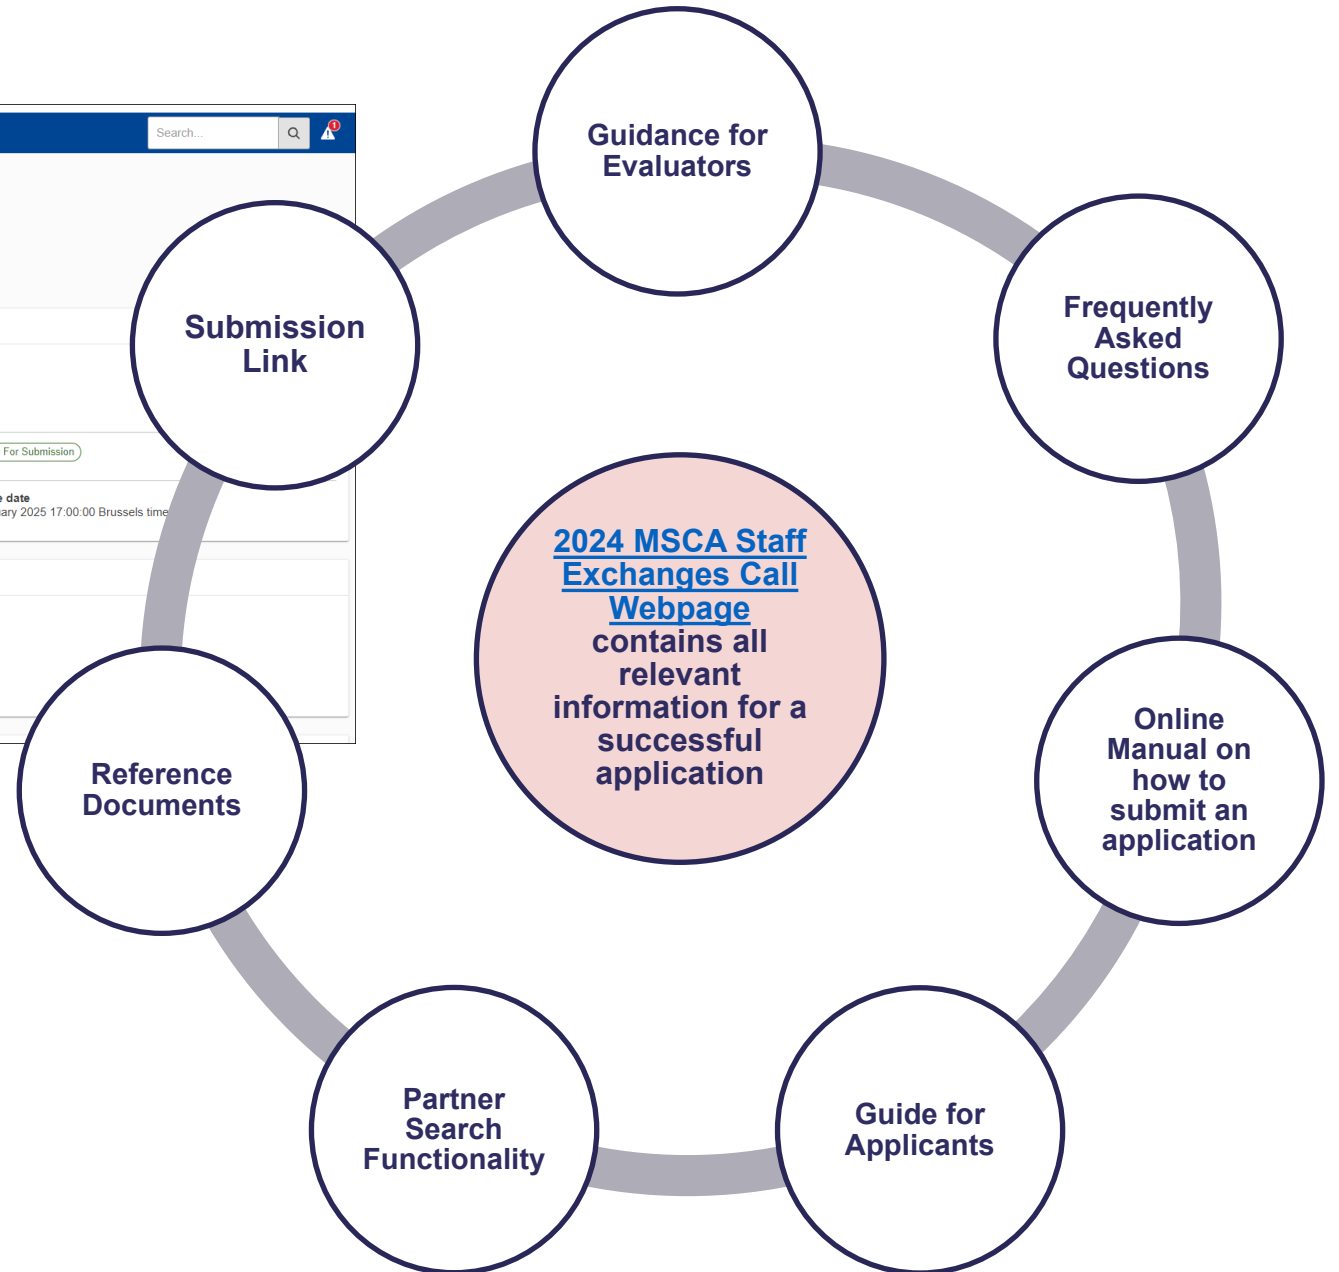 Guidance for
Evaluators
Search...
1
Submission
Link
Frequently
Asked
Questions
For Submission
date
2025 17:00:00 Brussels time
2024 MSCA Staff
Exchanges Call
Webpage
contains all
relevant
information for a
successful
application
Online
Manual on
how to
submit an
application
Reference
Documents
Partner
Search
Functionality
Guide for
Applicants